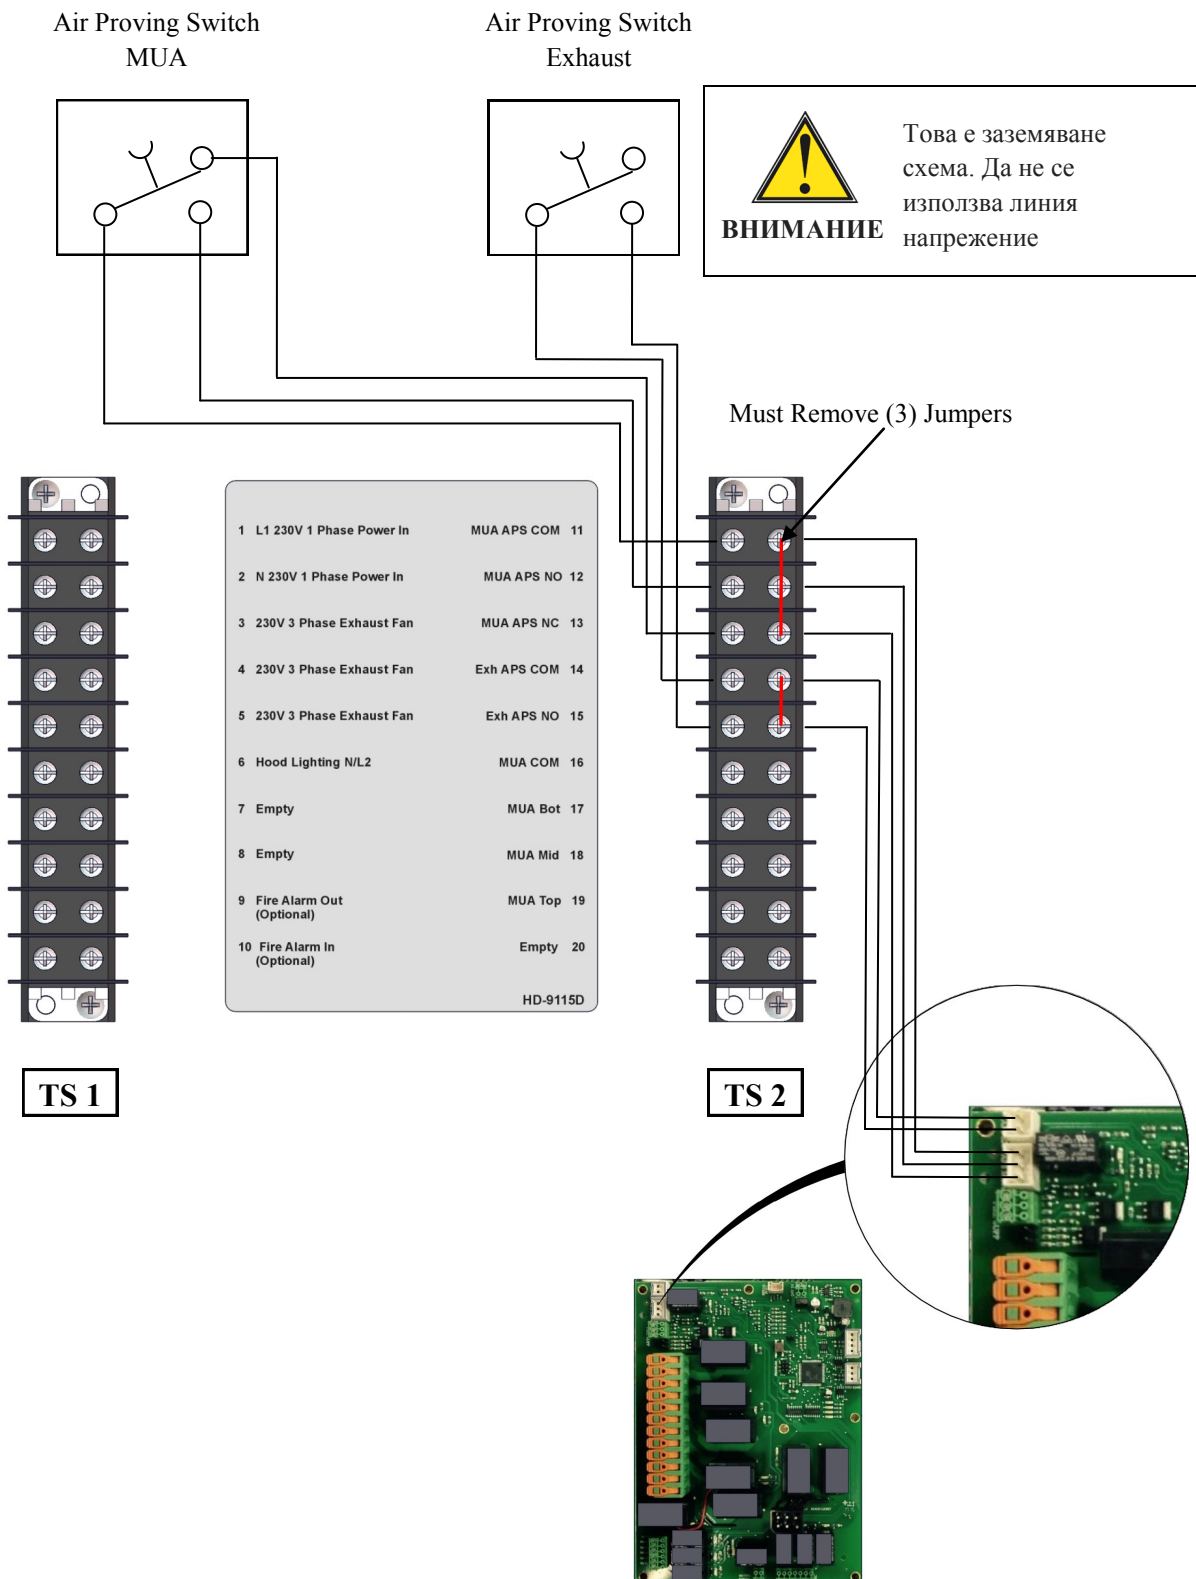 Air Proving Switch
MUA
Air Proving Switch
Exhaust
ВНИМАНИЕ
Това е заземяване
схема. Да не се
използва линия
напрежение
Must Remove (3) Jumpers
1 L1 230V 1 Phase Power In
MUA APS COM 11
2 N 230V 1 Phase Power In
MUA APS NO 12
3 230V 3 Phase Exhaust Fan
MUA APS NC 13
4 230V 3 Phase Exhaust Fan
Exh APS COM 14
5 230V 3 Phase Exhaust Fan
Exh APS NO 15
6 Hood Lighting N/L2
MUA COM 16
7 Empty
MUA Bot 17
8 Empty
MUA Mid 18
9 Fire Alarm Out
(Optional)
MUA Top 19
10 Fire Alarm In
(Optional)
Empty 20
HD-9115D
TS 1
TS 2